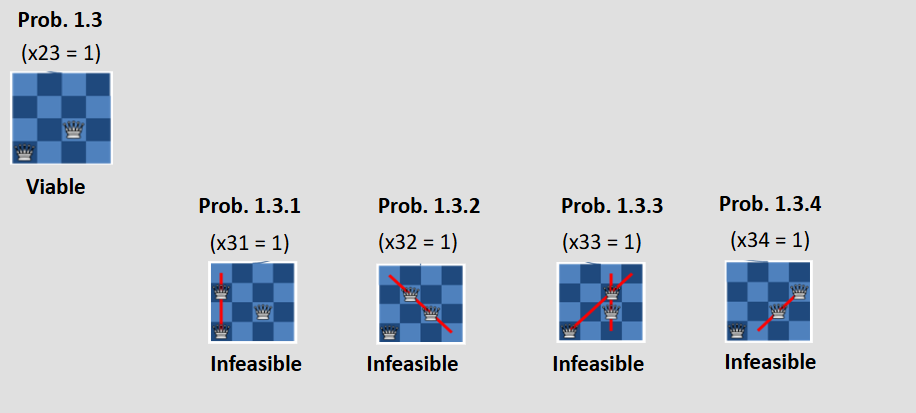 Prob. 1.3
(x23 = 1)
Viable
Prob. 1.3.1
(x31 = 1)
Infeasible
Prob. 1.3.2
(x32 = 1)
Infeasible
Prob. 1.3.3
(x33 = 1)
Infeasible
Prob. 1.3.4
(x34 = 1)
Infeasible